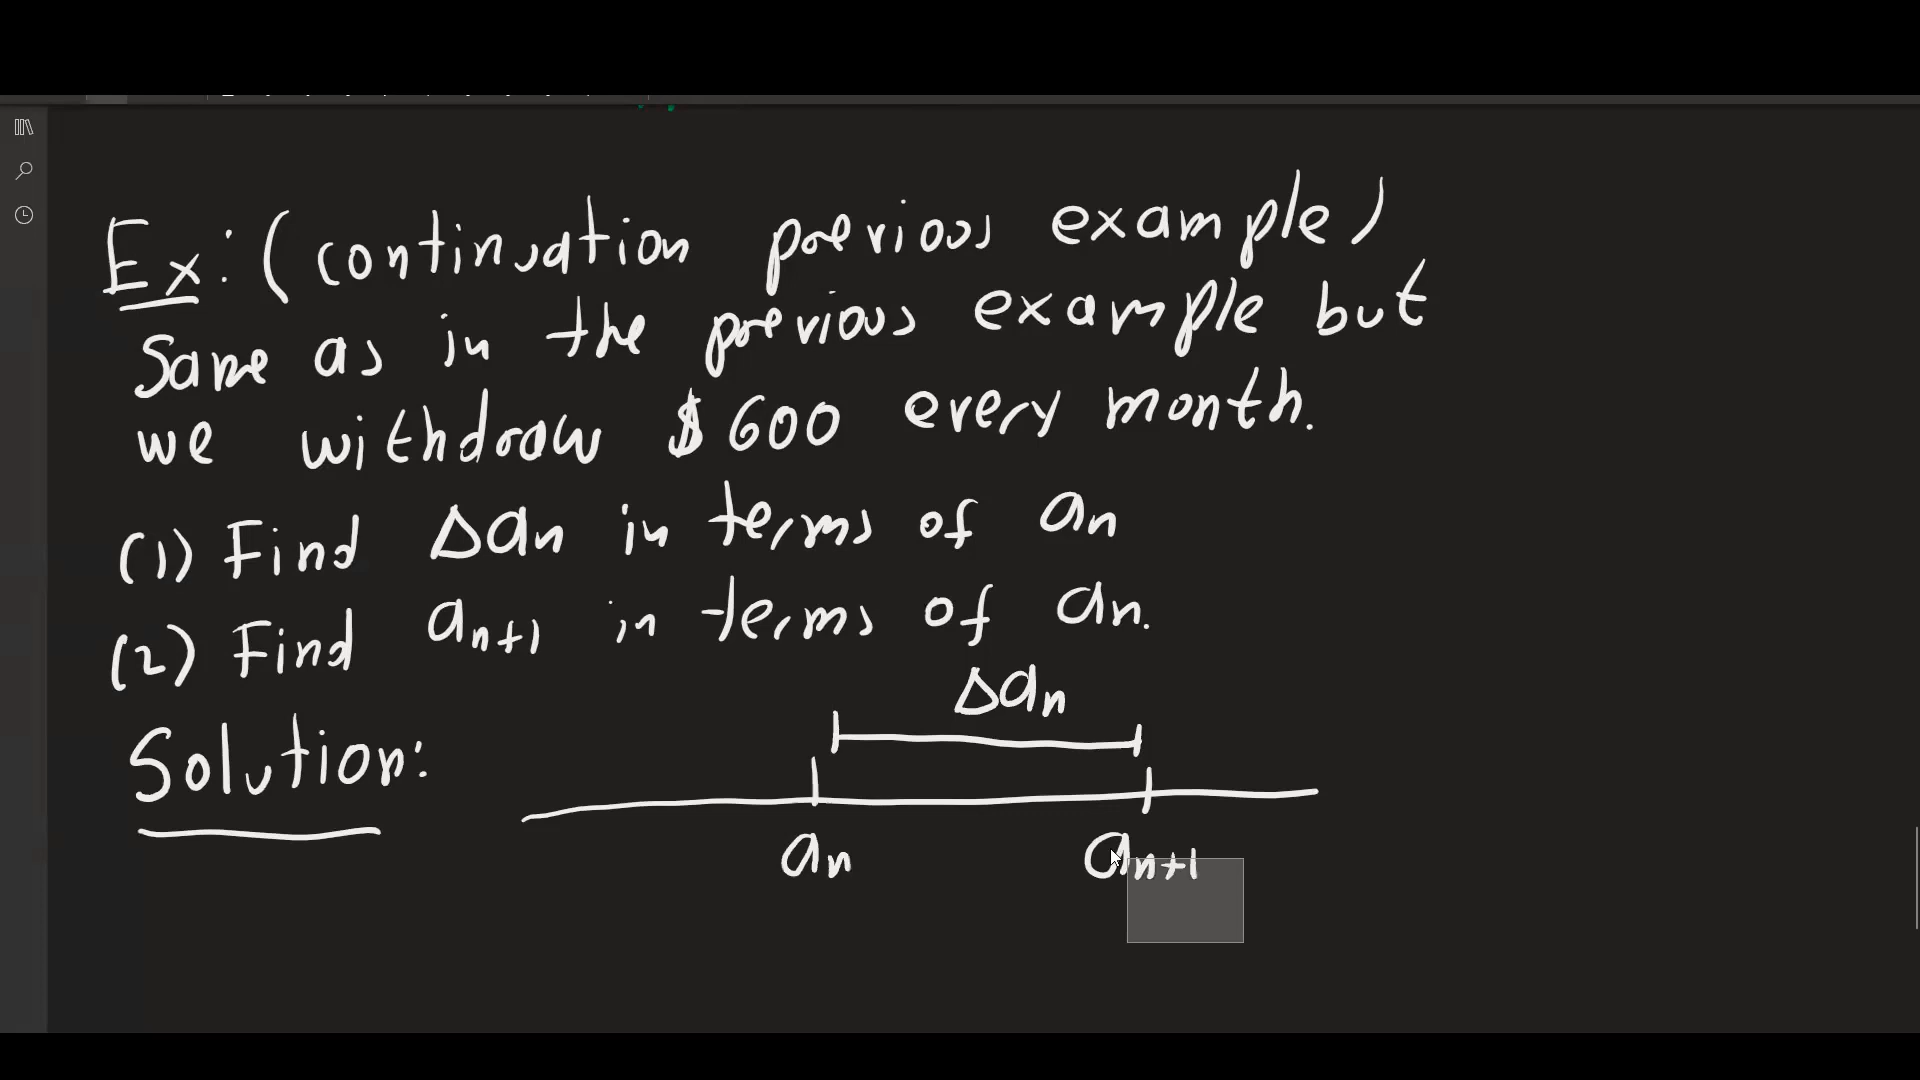 Ex: (continuation previous example)
Same as in the previous example but
we withdraw $600 every month.
(1) Find Δan in terms of an
(2) Find an+1 in terms of an.
Solution:
Δan
an an+1